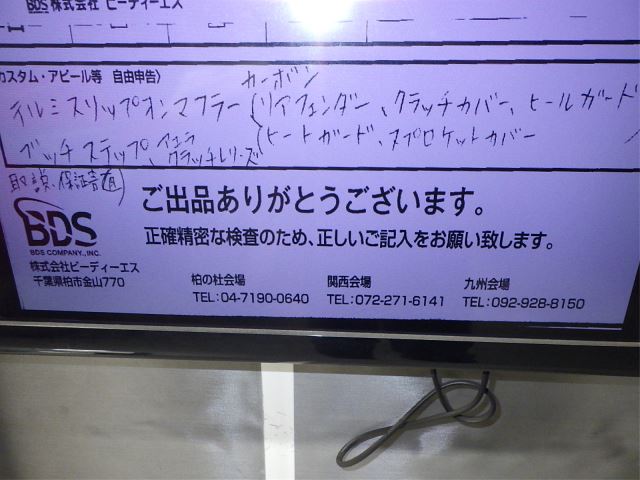 BDS 株式会社 ビーディーエス
カスタム・アピール等 自由申告〉
カーボン
テルミスリップオンマフラー(リアフェンダー、クラッチカバー、ヒールガード
グッチステップ、 クラッチレリーズ (ヒートガード、スプロケットカバー
取説、保証書
ご出品ありがとうございます。
正確精密な検査のため、正しいご記入をお願い致します。
BDS
BDS COMPANY.,INC.
株式会社ビーディーエス
千葉県柏市金山770
柏の杜会場 関西会場 九州会場
TEL:04-7190-0640 TEL:072-271-6141 TEL:092-928-8150